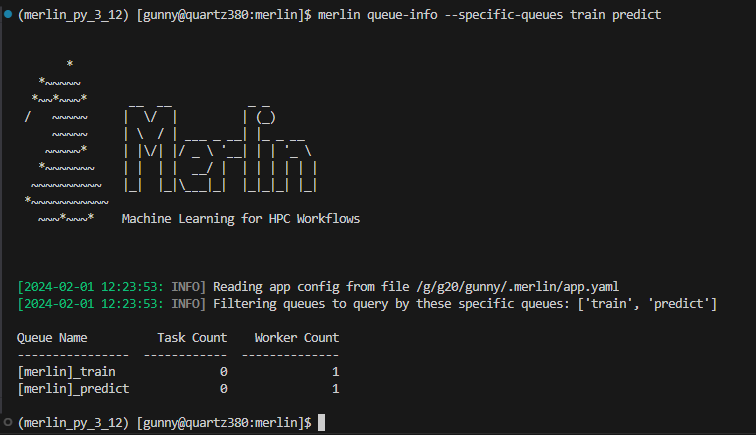 (merlin_py_3_12) [gunny@quartz380:merlin]$ merlin queue-info --specific-queues train predict
Merlin
Machine Learning for HPC Workflows
[2024-02-01 12:23:53: INFO] Reading app config from file /g/g20/gunny/.merlin/app.yaml
[2024-02-01 12:23:53: INFO] Filtering queues to query by these specific queues: ['train', 'predict']
Queue Name Task Count Worker Count
---------------- ------------ --------------
[merlin]_train 0 1
[merlin]_predict 0 1
(merlin_py_3_12) [gunny@quartz380:merlin]$